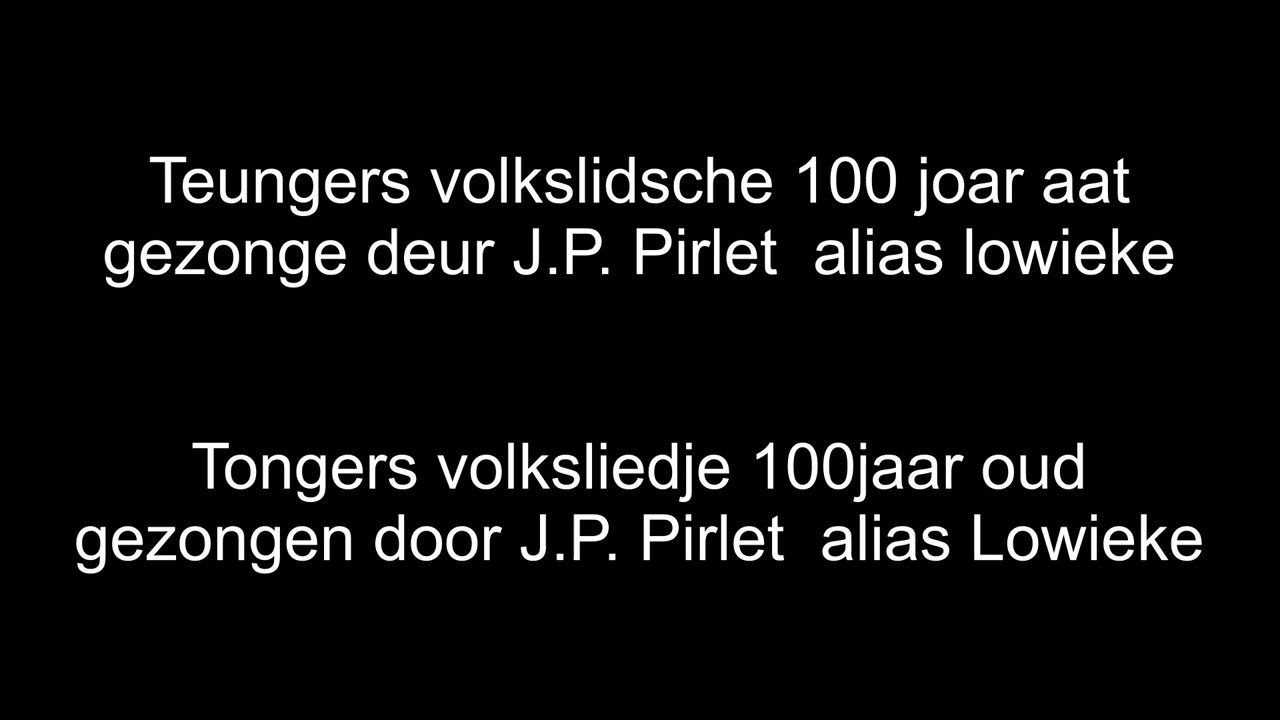 Teungers volkslidsche 100 joar aat
gezonge deur J.P. Pirlet  alias lowieke
Tongers volksliedje 100jaar oud
gezongen door J.P. Pirlet  alias Lowieke